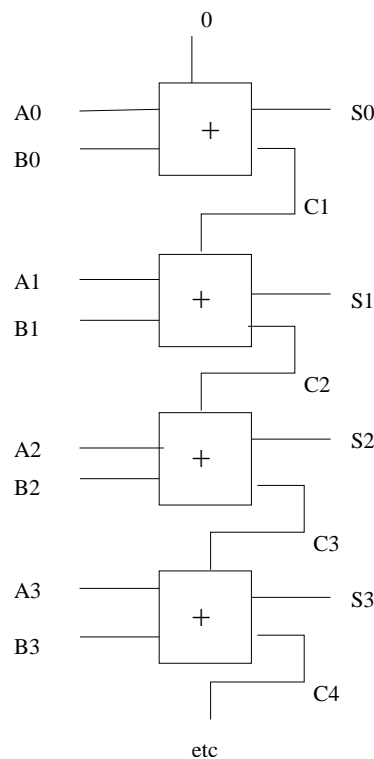 0
A0 S0
+
B0
C1
A1
+ S1
B1
C2
A2 S2
+
B2
C3
A3 S3
+
B3
C4
etc